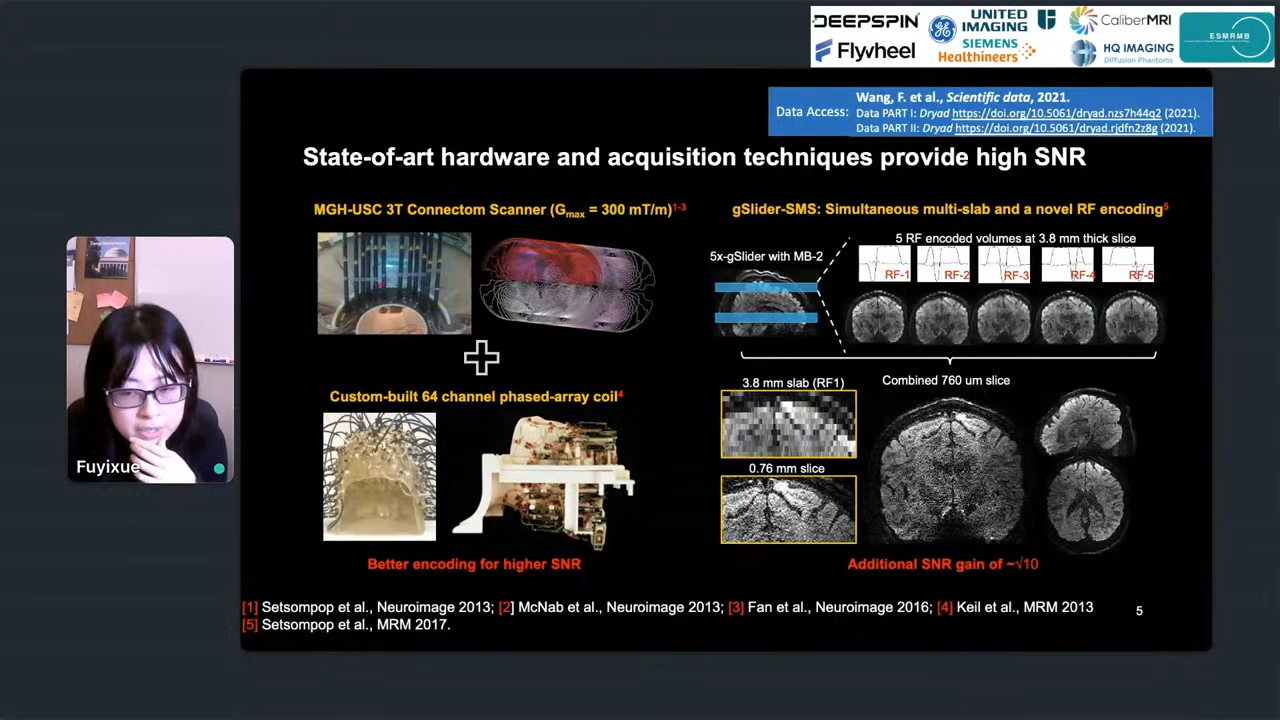 DEEPSPIN
Flywheel
GE
UNITED
IMAGING
SIEMENS
Healthineers
CaliberMRI
HQ IMAGING
Diffusion Phantoms
ESMRMB
Data Access:
Wang, F. et al., Scientific data, 2021.
Data PART I: Dryad https://doi.org/10.5061/dryad.nzs7h44q2 (2021).
Data PART II: Dryad https://doi.org/10.5061/dryad.rjdfn2z8g (2021).
State-of-art hardware and acquisition techniques provide high SNR
MGH-USC 3T Connectom Scanner (Gmax = 300 mT/m)1-3
gSlider-SMS: Simultaneous multi-slab and a novel RF encoding5
5 RF encoded volumes at 3.8 mm thick slice
5x-gSlider with MB-2
RF-1
RF-2
RF-3
RF-4
RF-5
Custom-built 64 channel phased-array coil4
3.8 mm slab (RF1)
Combined 760 um slice
0.76 mm slice
Better encoding for higher SNR
Additional SNR gain of ~√10
[1] Setsompop et al., Neuroimage 2013; [2] McNab et al., Neuroimage 2013; [3] Fan et al., Neuroimage 2016; [4] Keil et al., MRM 2013
[5] Setsompop et al., MRM 2017.
5
Fuyixue